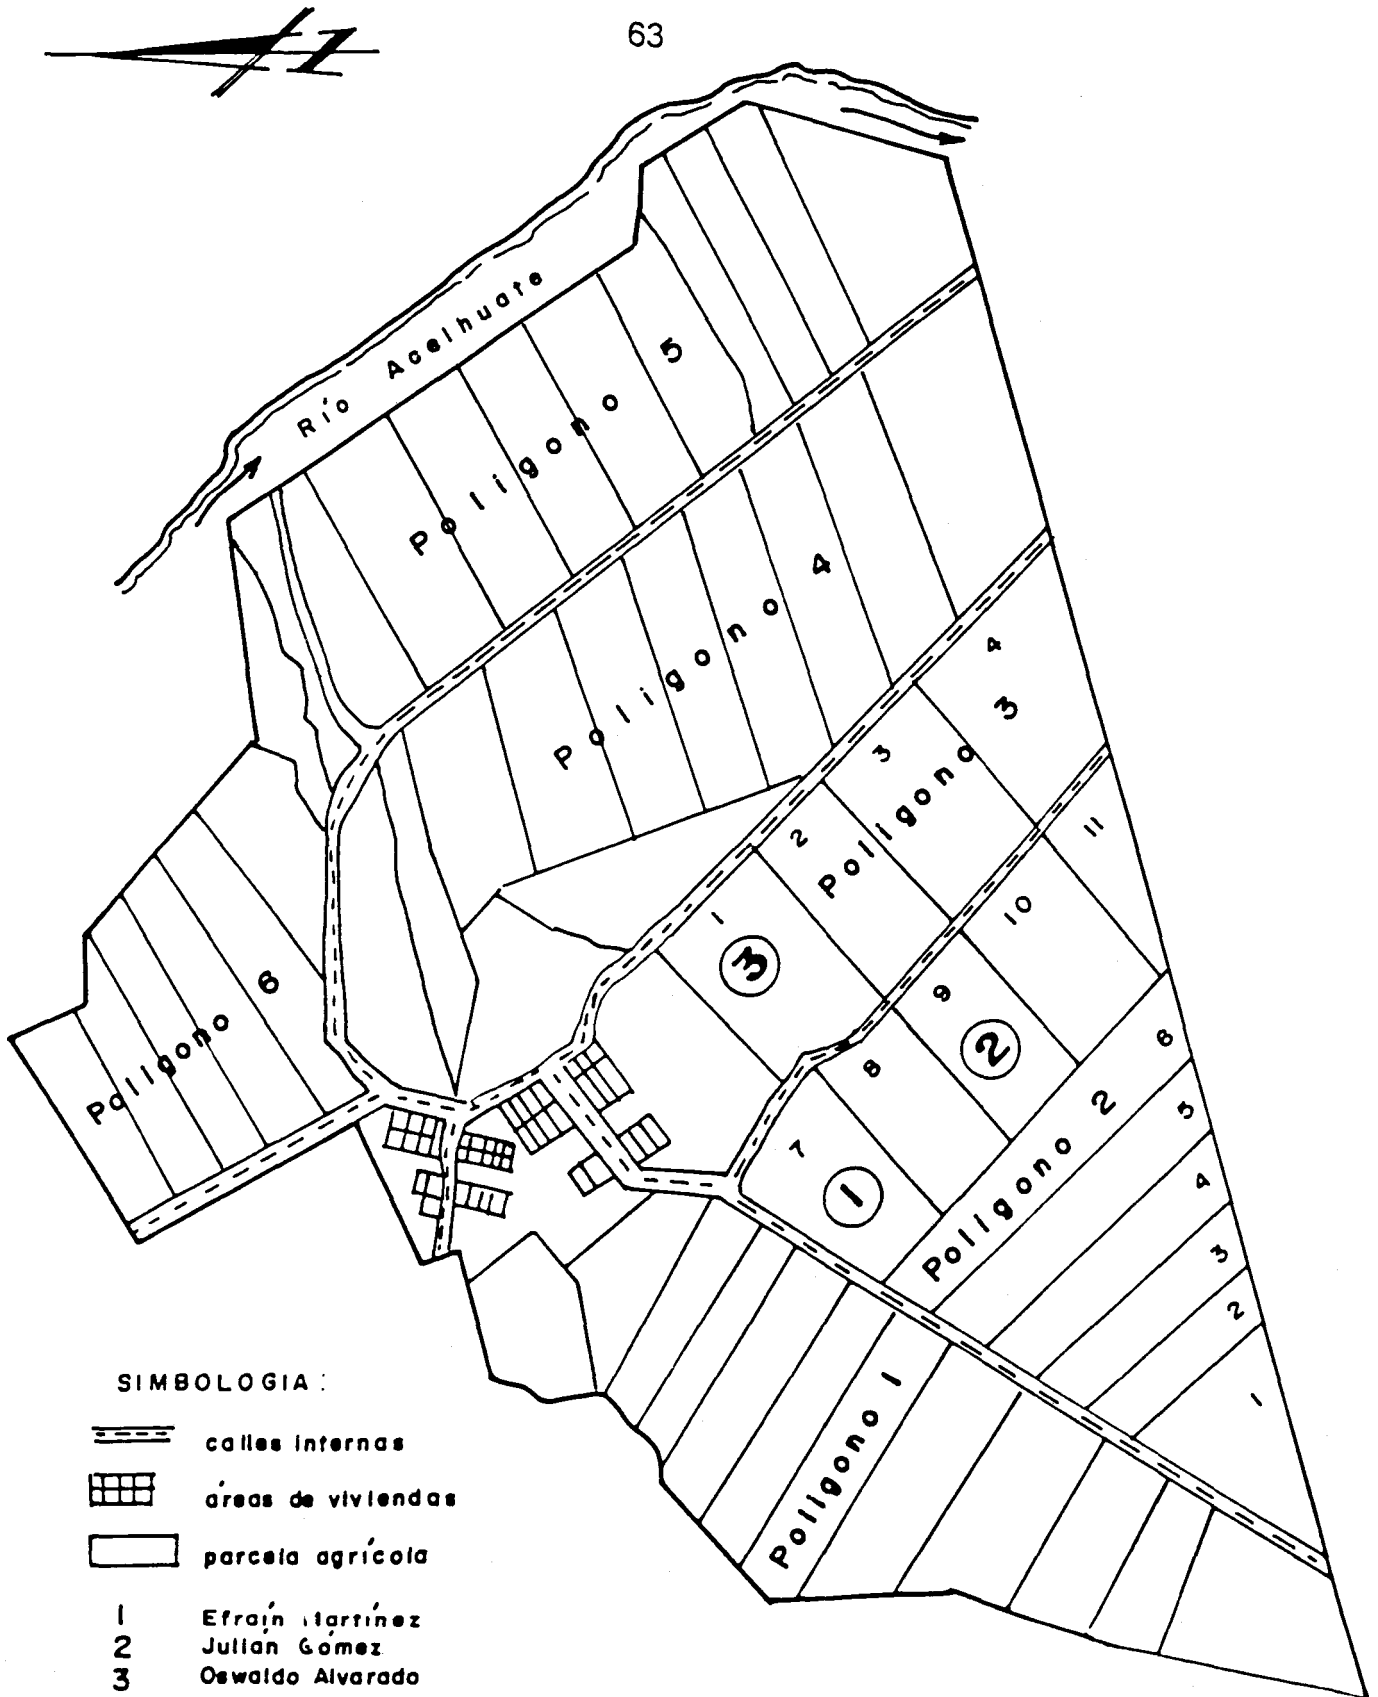 63
Río Acelhuate
Polígono 5
Polígono 4
Polígono 3
1
2
3
4
3
Polígono 6
Polígono 2
7
8
9
10
11
6
5
4
3
2
1
2
1
Polígono 1
SIMBOLOGIA:
calles internas
áreas de viviendas
parcela agrícola
1 Efraín Martínez
2 Julián Gómez
3 Oswaldo Alvarado